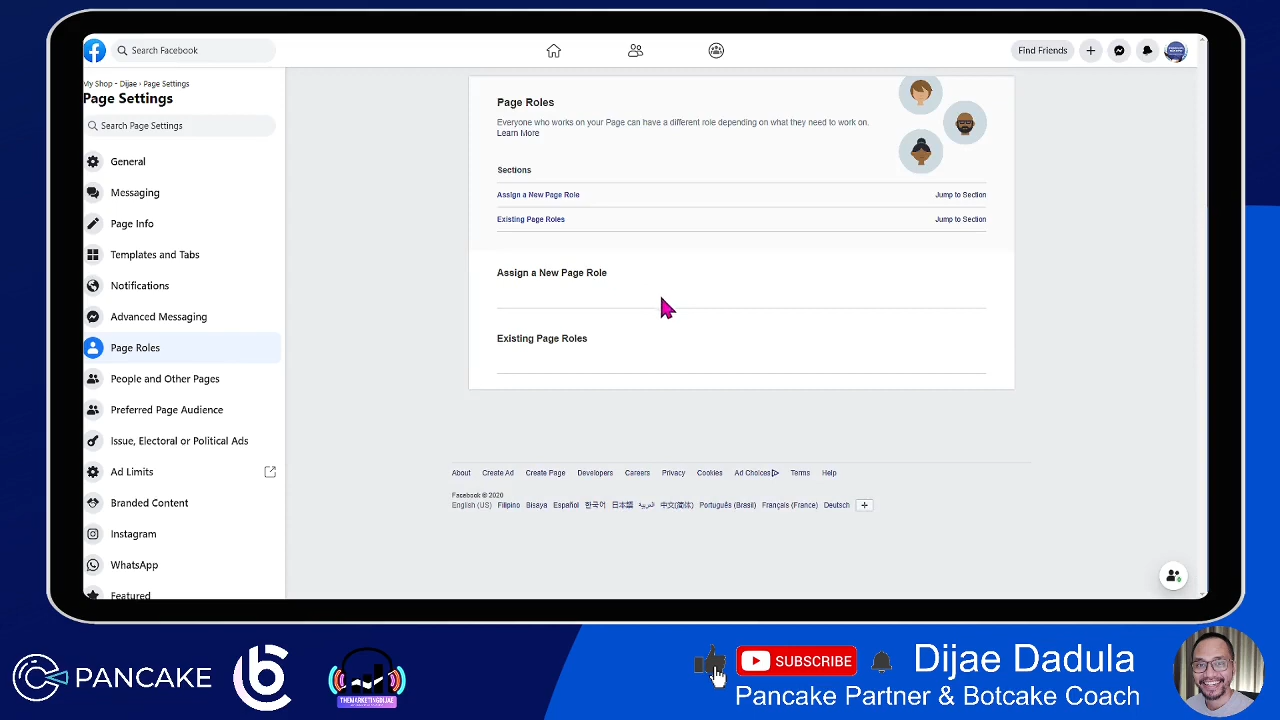 Search Facebook
Find Friends
My Shop - Dijae › Page Settings
Page Settings
Search Page Settings
General
Messaging
Page Info
Templates and Tabs
Notifications
Advanced Messaging
Page Roles
People and Other Pages
Preferred Page Audience
Issue, Electoral or Political Ads
Ad Limits
Branded Content
Instagram
WhatsApp
Featured
Page Roles
Everyone who works on your Page can have a different role depending on what they need to work on.
Learn More
Sections
Assign a New Page Role Jump to Section
Existing Page Roles Jump to Section
Assign a New Page Role
Existing Page Roles
About Create Ad Create Page Developers Careers Privacy Cookies Ad Choices Terms Help
Facebook © 2020
English (US) Filipino Bisaya Español 한국어 日本語 العربية 中文(简体) Português (Brasil) Français (France) Deutsch
PANCAKE
THEMARKETINGDIJAE
SUBSCRIBE
Dijae Dadula
Pancake Partner & Botcake Coach